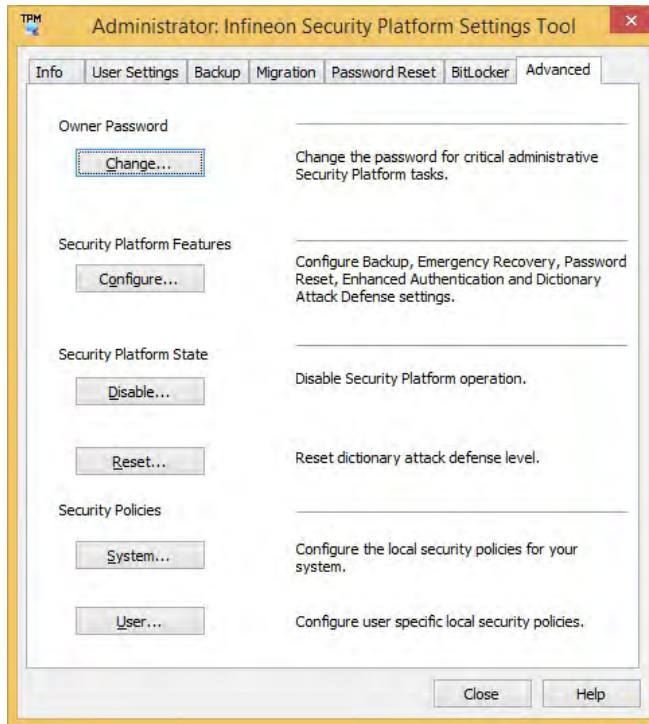 TPM
Administrator: Infineon Security Platform Settings Tool
Info User Settings Backup Migration Password Reset BitLocker Advanced
Owner Password
Change...
Change the password for critical administrative
Security Platform tasks.
Security Platform Features
Configure...
Configure Backup, Emergency Recovery, Password
Reset, Enhanced Authentication and Dictionary
Attack Defense settings.
Security Platform State
Disable...
Disable Security Platform operation.
Reset...
Reset dictionary attack defense level.
Security Policies
System...
Configure the local security policies for your
system.
User...
Configure user specific local security policies.
Close Help